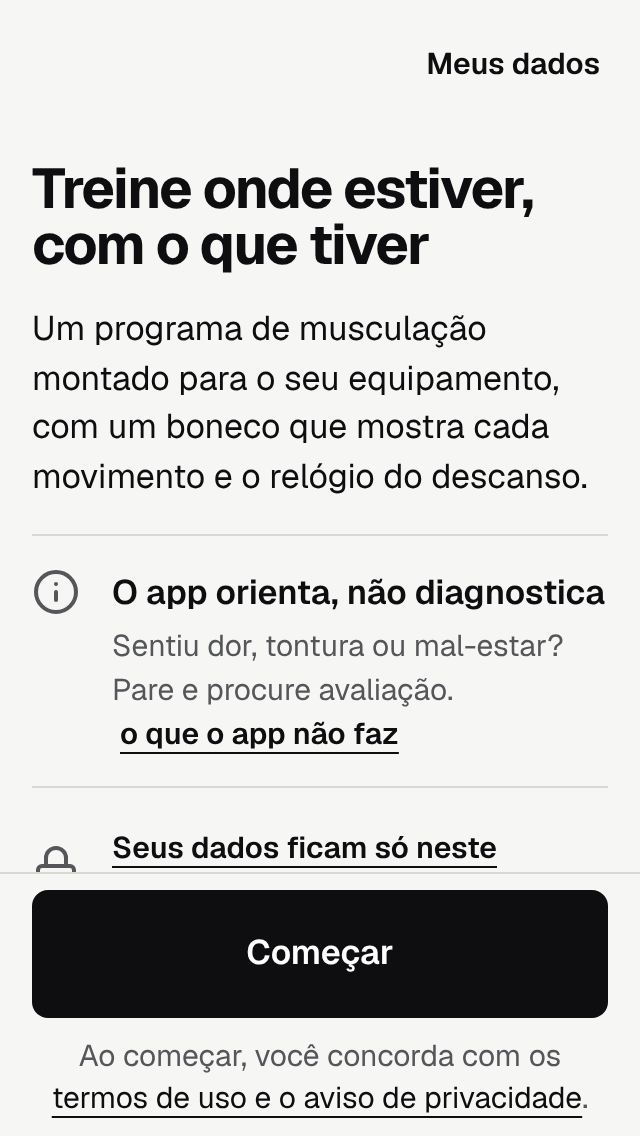 Meus dados
Treine onde estiver,
com o que tiver
Um programa de musculação
montado para o seu equipamento,
com um boneco que mostra cada
movimento e o relógio do descanso.
O app orienta, não diagnostica
Sentiu dor, tontura ou mal-estar?
Pare e procure avaliação.
o que o app não faz
Seus dados ficam só neste
Começar
Ao começar, você concorda com os
termos de uso e o aviso de privacidade.